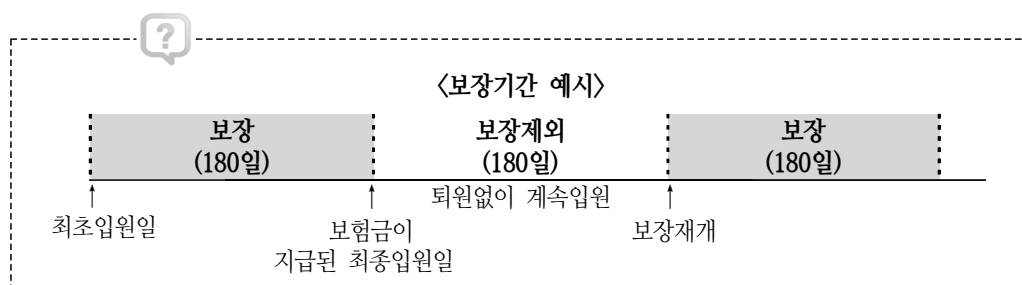 ?
〈보장기간 예시〉
보장 보장제외 보장
(180일) (180일) (180일)
퇴원없이 계속입원
최초입원일 보험금이 보장재개
지급된 최종입원일